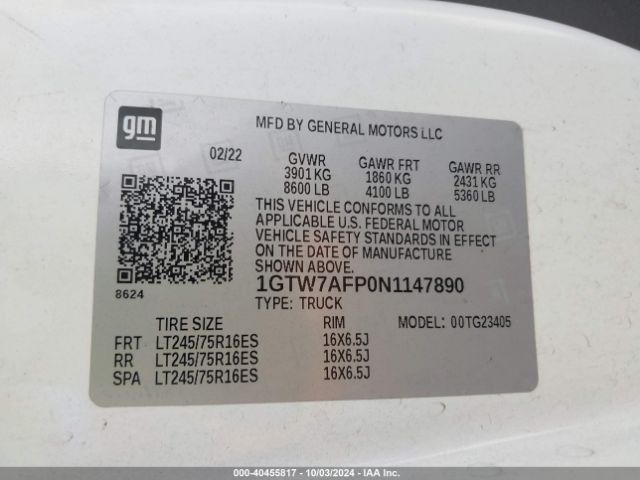 gm
MFD BY GENERAL MOTORS LLC
02/22
GVWR GAWR FRT GAWR RR
3901 KG 1860 KG 2431 KG
8600 LB 4100 LB 5360 LB
THIS VEHICLE CONFORMS TO ALL
APPLICABLE U.S. FEDERAL MOTOR
VEHICLE SAFETY STANDARDS IN EFFECT
ON THE DATE OF MANUFACTURE
SHOWN ABOVE.
8624
1GTW7AFP0N1147890
TYPE: TRUCK
TIRE SIZE RIM MODEL: 00TG23405
FRT LT245/75R16ES 16X6.5J
RR LT245/75R16ES 16X6.5J
SPA LT245/75R16ES 16X6.5J
000-40455817 - 10/03/2024 - IAA Inc.